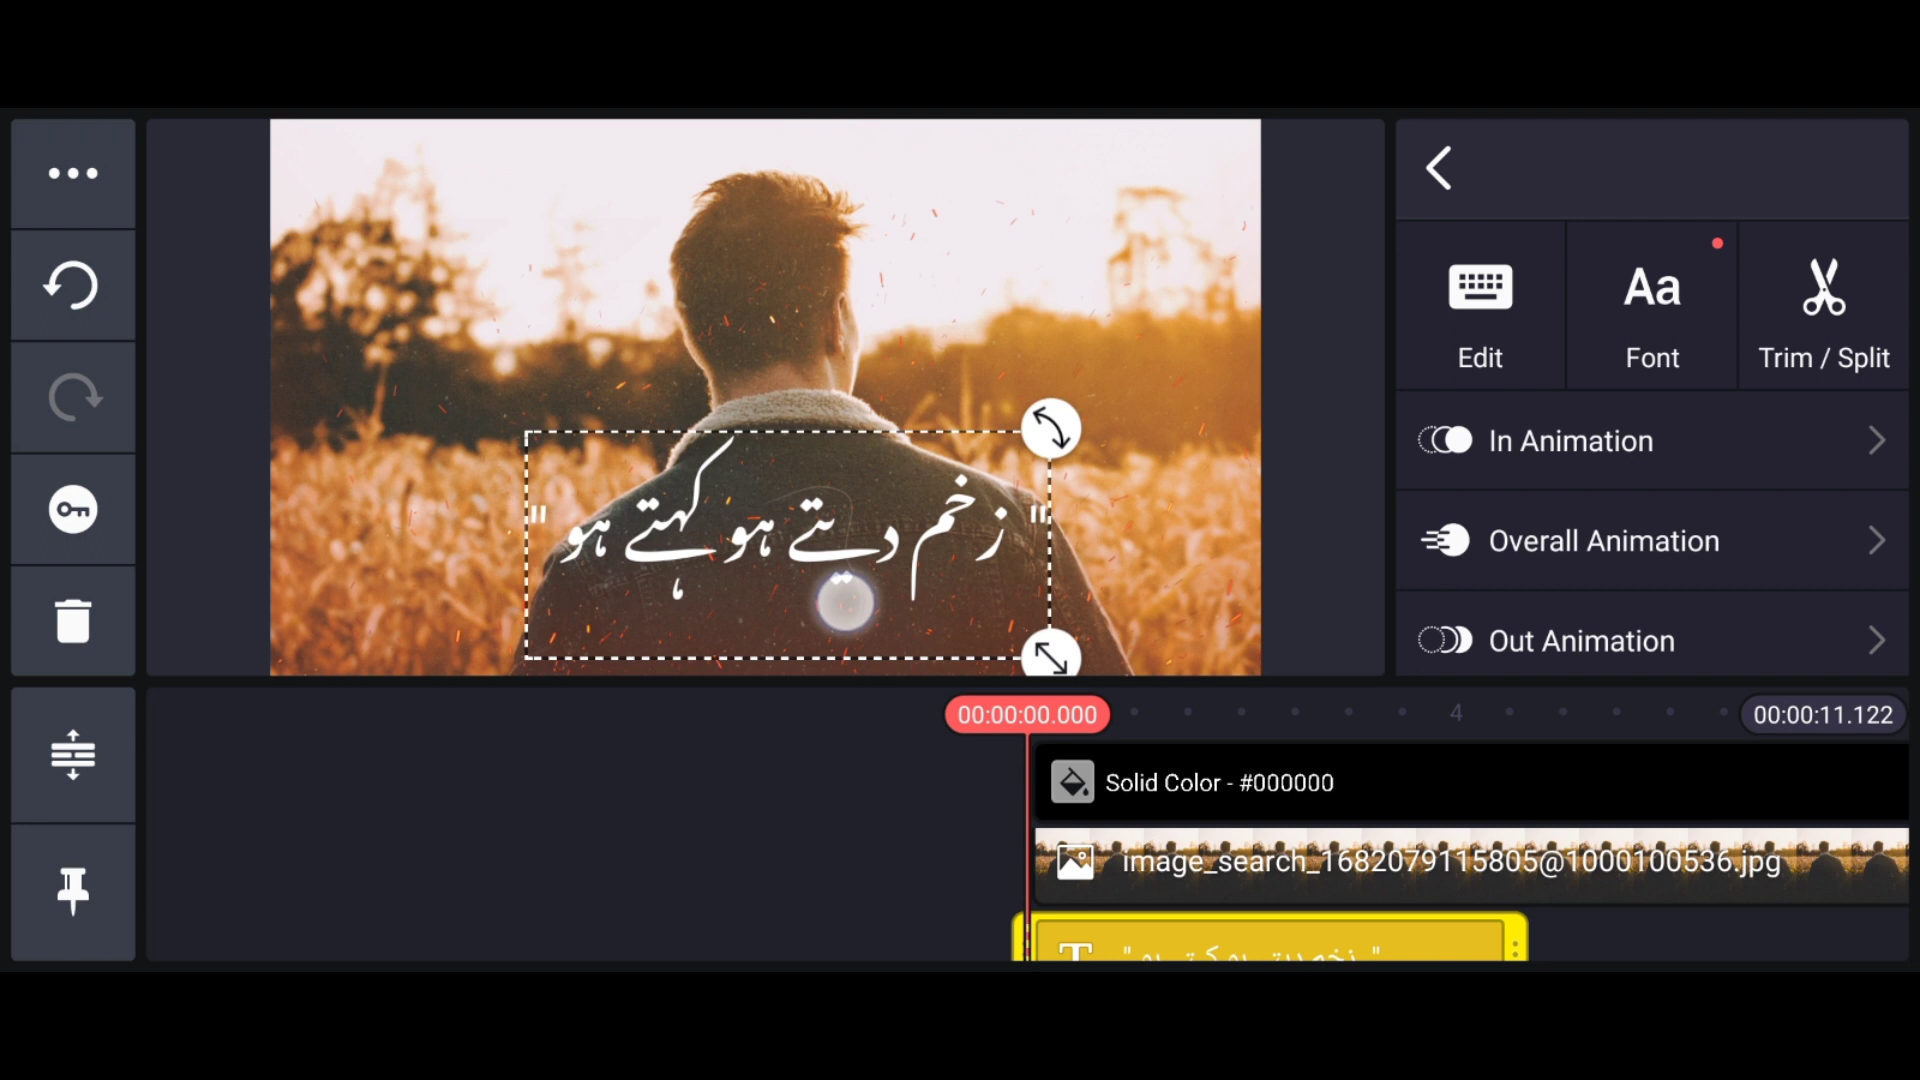 " زخم دیتے ہو کہتے ہو "
Edit
Font
Trim / Split
In Animation
Overall Animation
Out Animation
00:00:00.000
4
00:00:11.122
Solid Color - #000000
image_search_1682079115805@1000100536.jpg